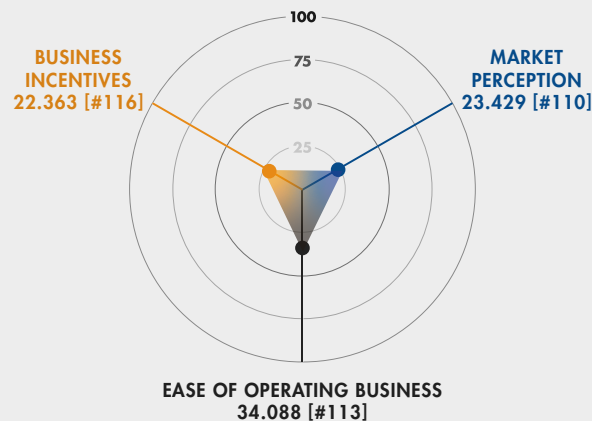 100
BUSINESS
INCENTIVES
22.363 [#116]
75
MARKET
PERCEPTION
23.429 [#110]
50
25
EASE OF OPERATING BUSINESS
34.088 [#113]